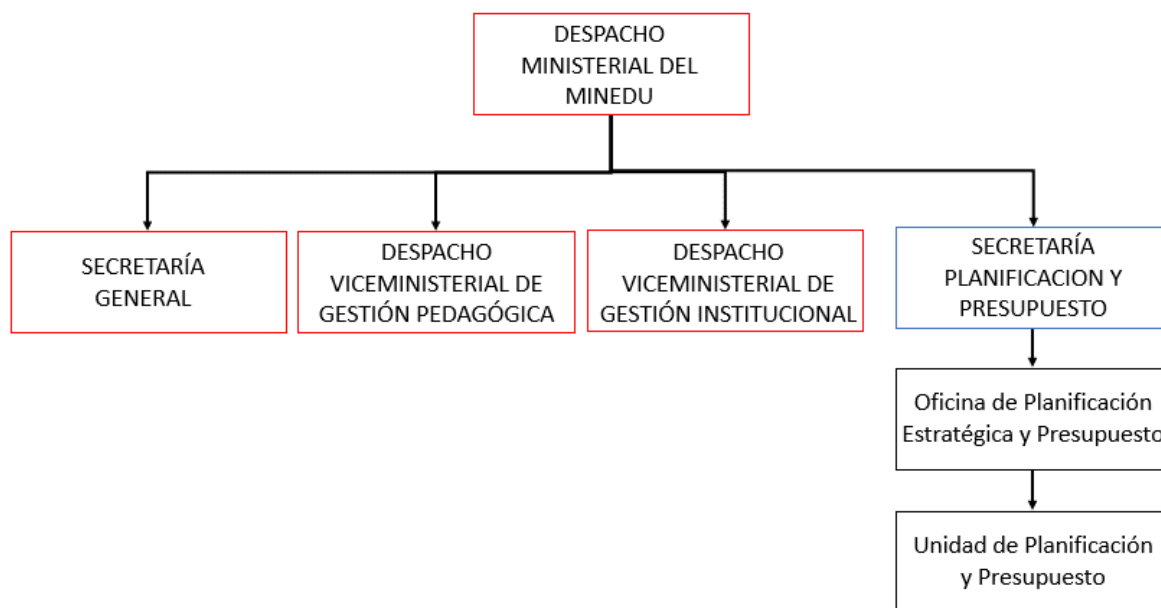 DESPACHO
MINISTERIAL DEL
MINEDU
SECRETARÍA
GENERAL
DESPACHO
VICEMINISTERIAL DE
GESTIÓN PEDAGÓGICA
DESPACHO
VICEMINISTERIAL DE
GESTIÓN INSTITUCIONAL
SECRETARÍA
PLANIFICACION Y
PRESUPUESTO
Oficina de Planificación
Estratégica y Presupuesto
Unidad de Planificación
y Presupuesto